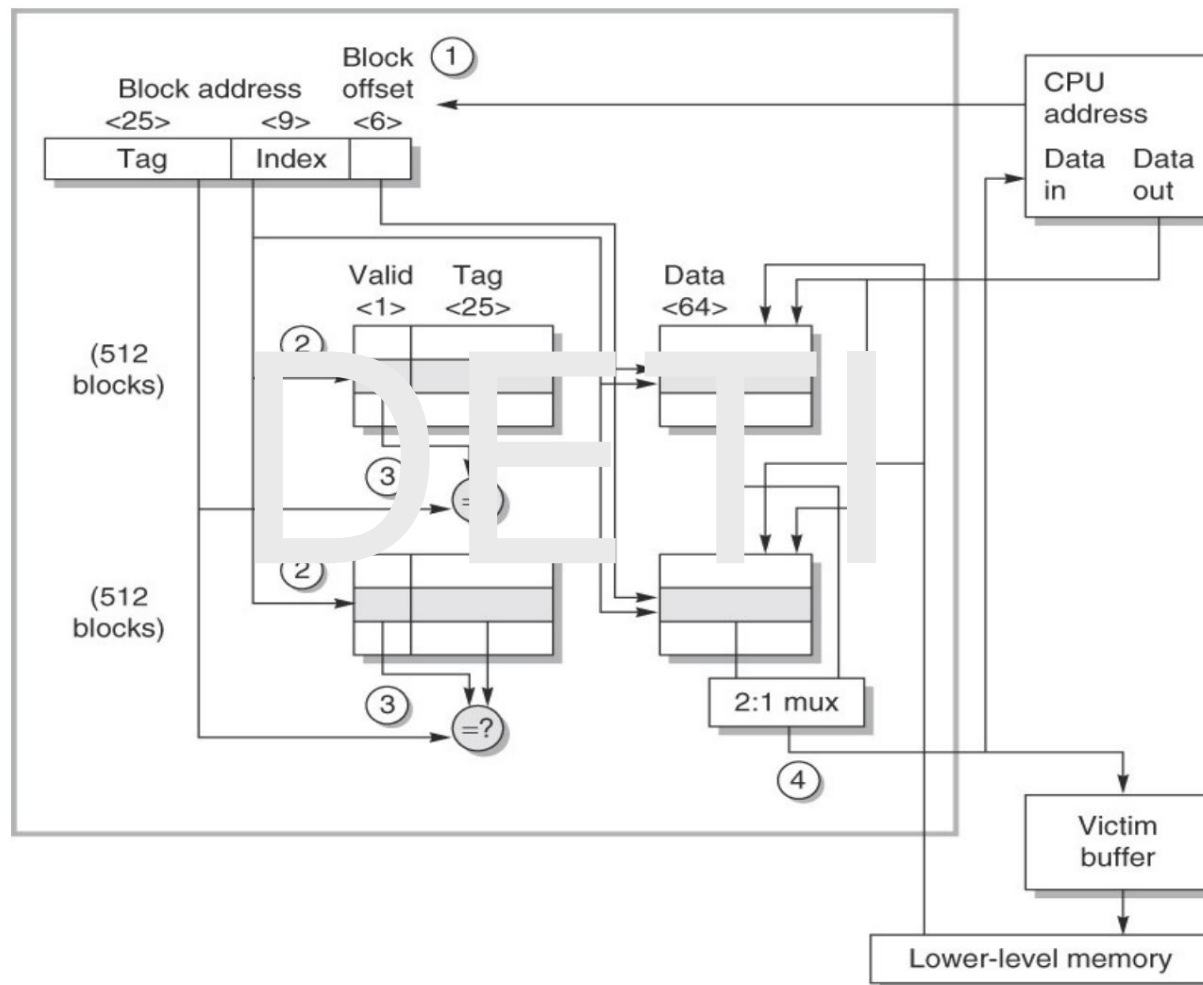 Block
offset
1
Block address
<25> <9> <6>
Tag Index
CPU
address
Data Data
in out
Valid Tag Data
<1> <25> <64>
(512
blocks)
2
3
=
DETI
(512
blocks)
2
3
=?
2:1 mux
4
Victim
buffer
Lower-level memory